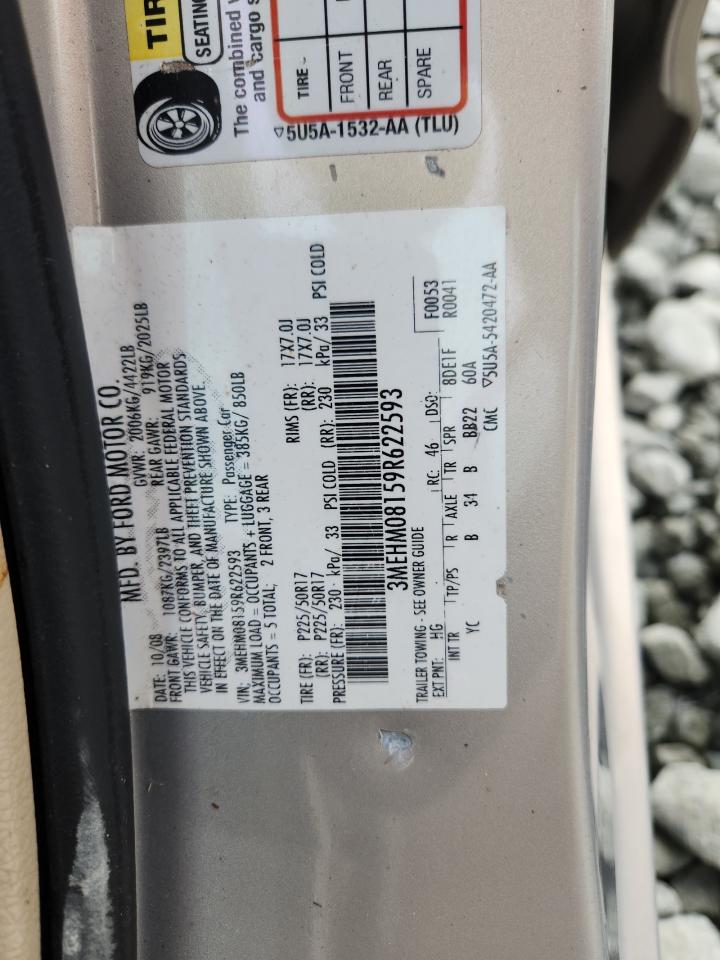 TIR
SEATING
The combined
and cargo s
TIRE
FRONT
REAR
SPARE
▽5U5A-1532-AA (TLU)
MFD. BY FORD MOTOR CO.
DATE: 10/08 GVWR: 2006KG/4422LB
FRONT GAWR: 1087KG/2397LB REAR GAWR: 919KG/2025LB
THIS VEHICLE CONFORMS TO ALL APPLICABLE FEDERAL MOTOR
VEHICLE SAFETY, BUMPER, AND THEFT PREVENTION STANDARDS
IN EFFECT ON THE DATE OF MANUFACTURE SHOWN ABOVE.
VIN: 3MEHM08159R622593 TYPE: Passenger Car
MAXIMUM LOAD = OCCUPANTS + LUGGAGE = 385KG/ 850LB
OCCUPANTS = 5 TOTAL: 2 FRONT, 3 REAR
TIRE (FR): P225/50R17 RIMS (FR): 17X7.0J
(RR): P225/50R17 (RR): 17X7.0J
PRESSURE (FR): 230 kPa/ 33 PSI COLD (RR): 230 kPa/ 33 PSI COLD
3MEHM08159R622593
TRAILER TOWING - SEE OWNER GUIDE F0053
EXT PNT: HG RC: 46 DSO: R0041
INT TR TP/PS R AXLE TR SPR 8DE1F
YC B 34 B BB22 60A
CMC ▽5U5A-5420472-AA